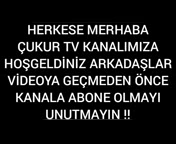 HERKESE MERHABA
ÇUKUR TV KANALIMIZA
HOŞGELDİNİZ ARKADAŞLAR
VİDEOYA GEÇMEDEN ÖNCE
KANALA ABONE OLMAYI
UNUTMAYIN !!